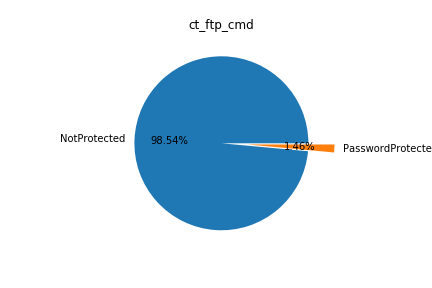 ct_ftp_cmd
NotProtected
98.54%
1.46%
PasswordProtecte